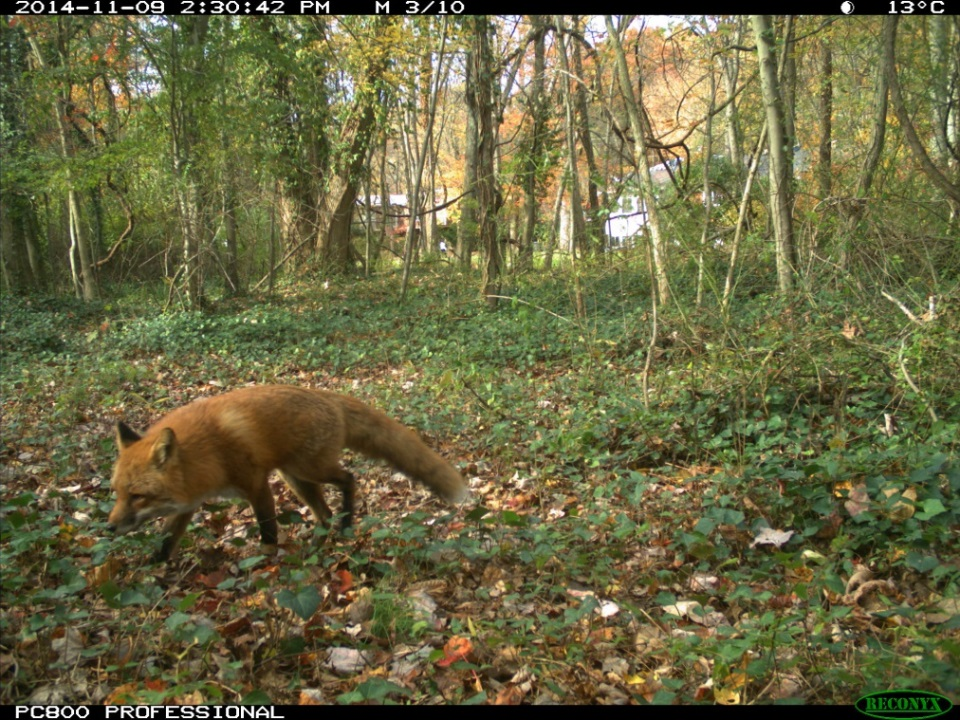 2014-11-09 2:30:42 PM M 3/10 13°C
PC800 PROFESSIONAL RECONYX